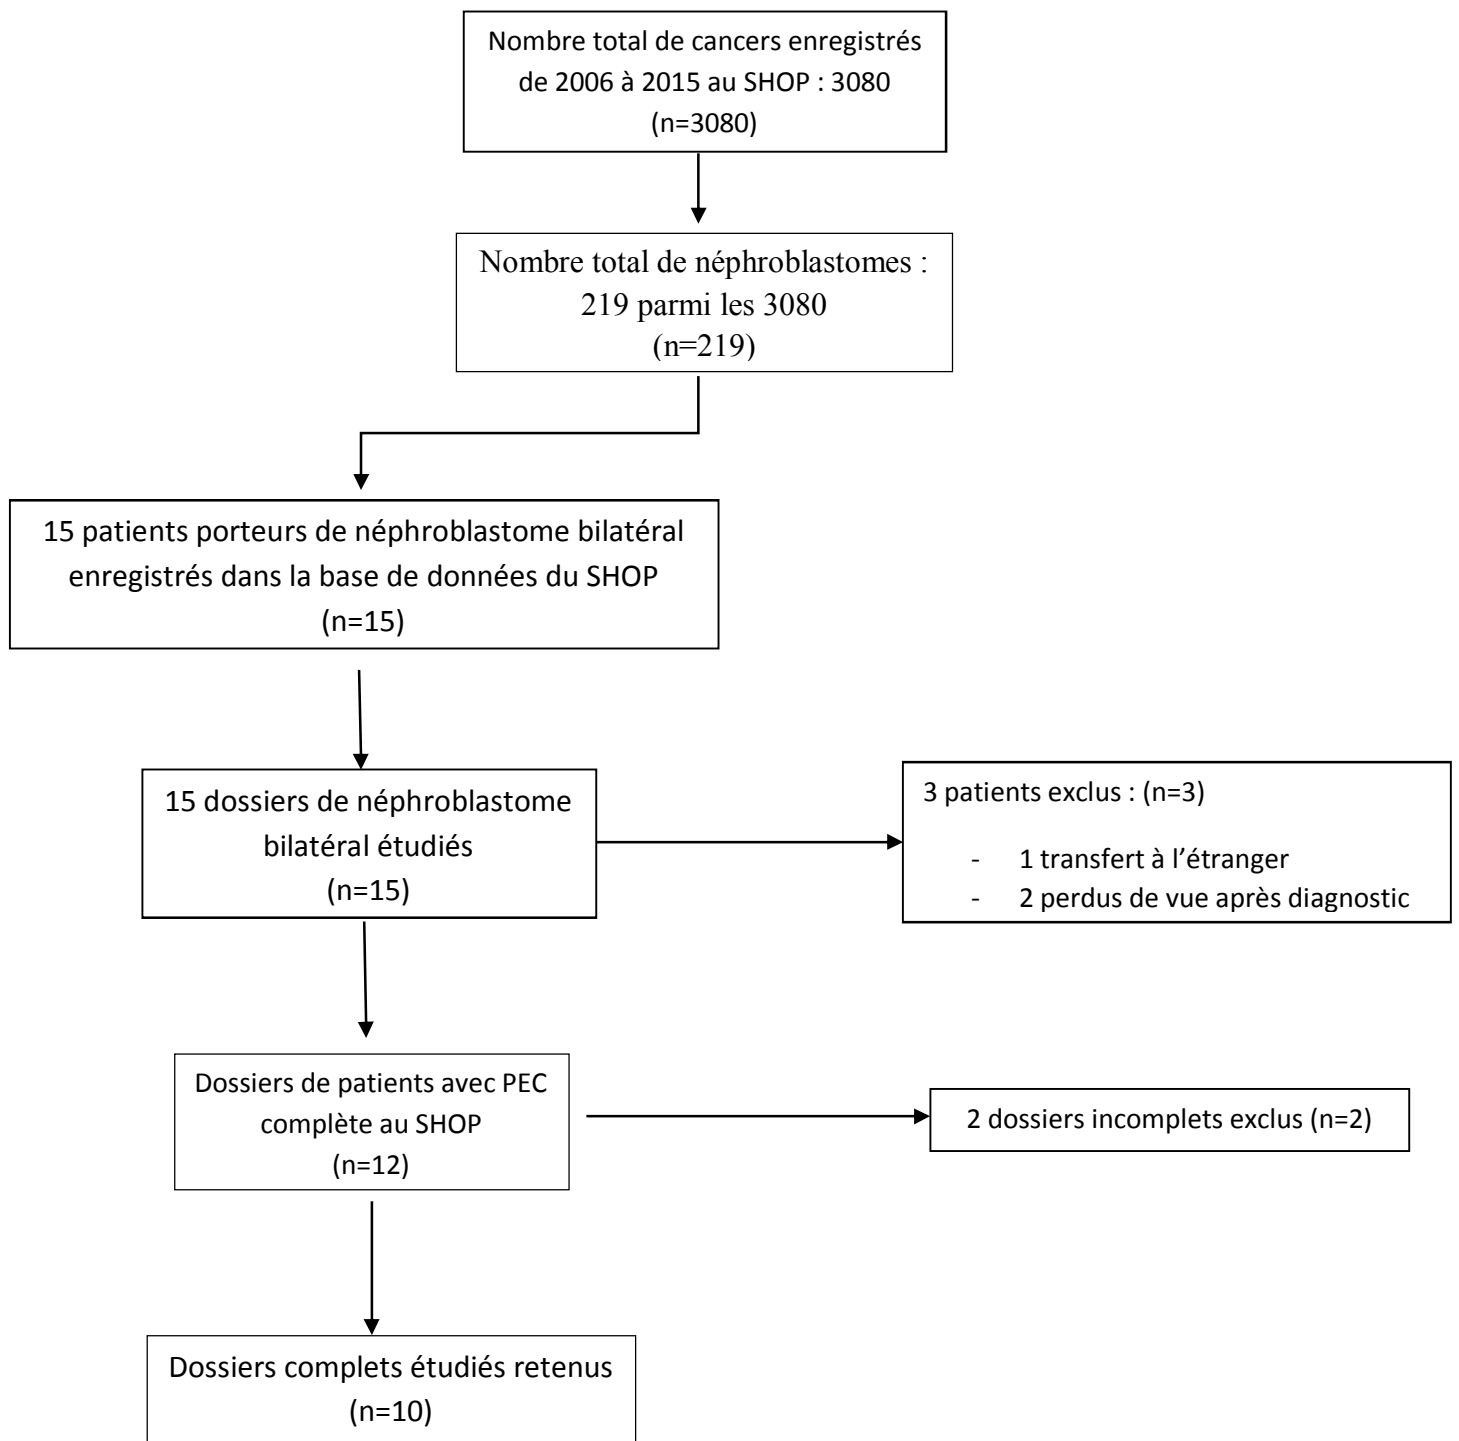 Nombre total de cancers enregistrés
de 2006 à 2015 au SHOP : 3080
(n=3080)
Nombre total de néphroblastomes :
219 parmi les 3080
(n=219)
15 patients porteurs de néphroblastome bilatéral
enregistrés dans la base de données du SHOP
(n=15)
15 dossiers de néphroblastome
bilatéral étudiés
(n=15)
3 patients exclus : (n=3)
- 1 transfert à l’étranger
- 2 perdus de vue après diagnostic
Dossiers de patients avec PEC
complète au SHOP
(n=12)
2 dossiers incomplets exclus (n=2)
Dossiers complets étudiés retenus
(n=10)